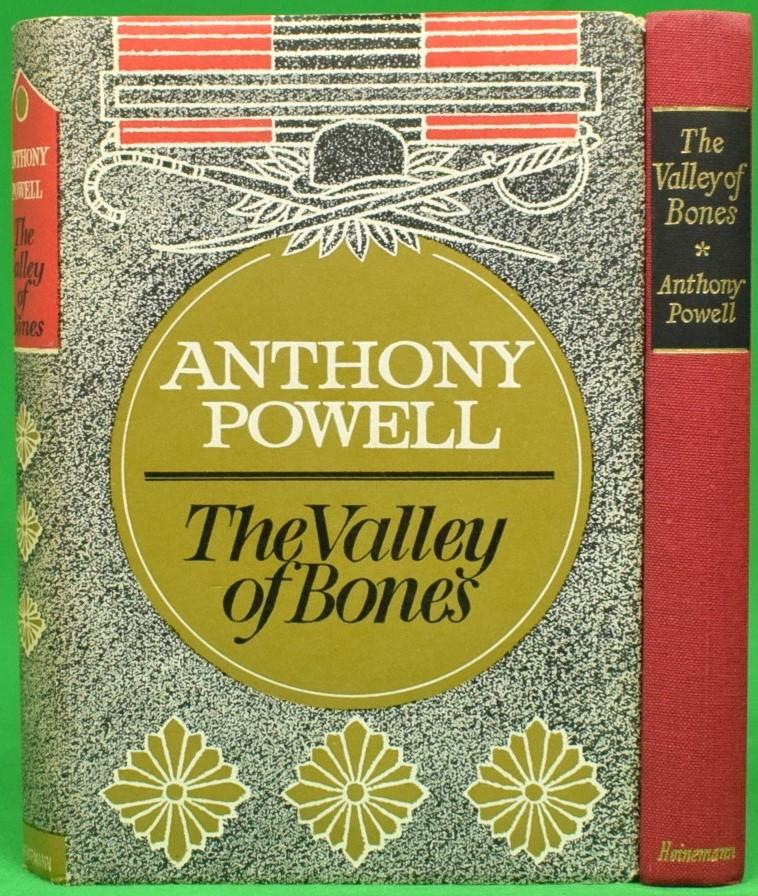 ANTHONY
POWELL
The
Valley
of
Bones
ANTHONY
POWELL
The Valley
of Bones
The
Valley of
Bones
*
Anthony
Powell
Heinemann